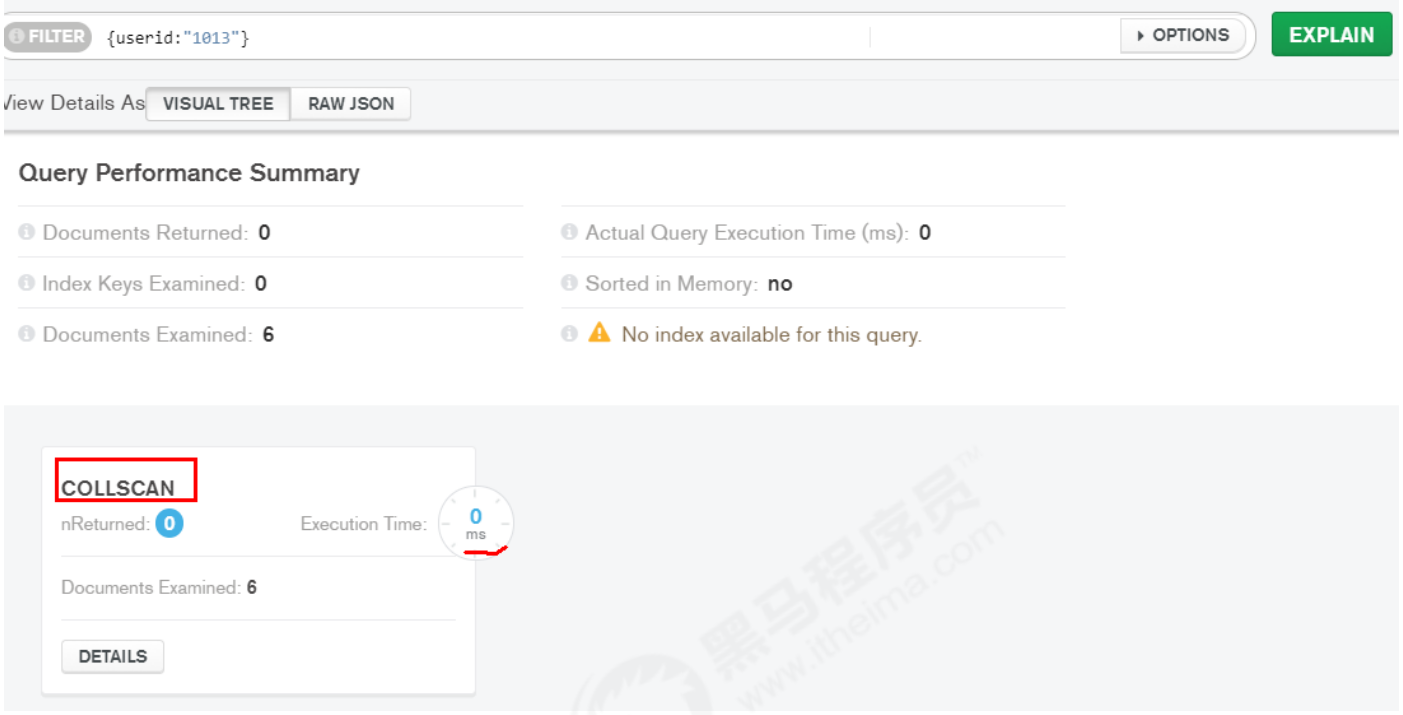 FILTER {userid:"1013"} OPTIONS EXPLAIN
View Details As VISUAL TREE RAW JSON
Query Performance Summary
Documents Returned: 0
Actual Query Execution Time (ms): 0
Index Keys Examined: 0
Sorted in Memory: no
Documents Examined: 6
No index available for this query.
COLLSCAN
nReturned: 0 Execution Time: 0 ms
Documents Examined: 6
DETAILS
黑马程序员™
www.itheima.com